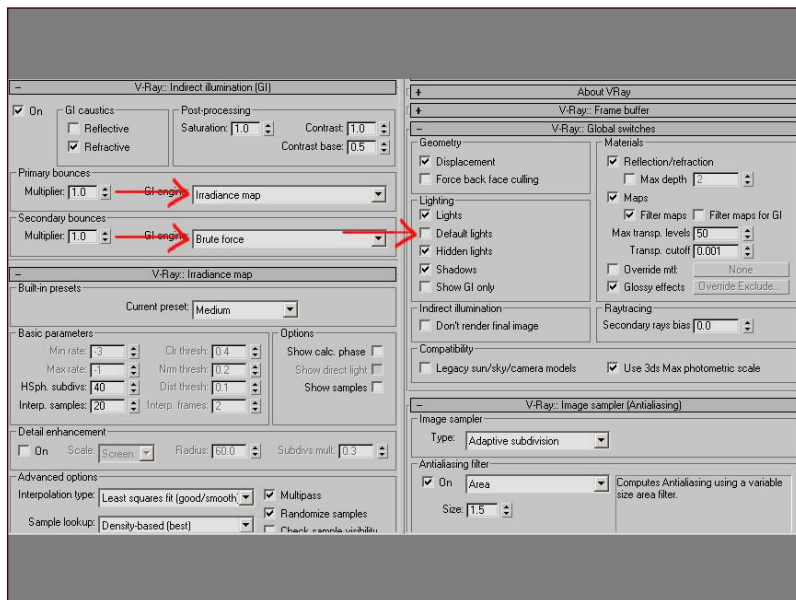 V-Ray:: Indirect illumination (GI)
On
GI caustics
Reflective
Refractive
Post-processing
Saturation: 1.0
Contrast: 1.0
Contrast base: 0.5
Primary bounces
Multiplier: 1.0
Irradiance map
Secondary bounces
Multiplier: 1.0
Brute force
V-Ray:: Irradiance map
Built-in presets
Current preset: Medium
Basic parameters
Min rate: -3
Clr thresh: 0.4
Max rate: -1
Nrm thresh: 0.2
HSph. subdivs: 40
Dist thresh: 0.1
Interp. samples: 20
Interp. frames: 2
Options
Show calc. phase
Show direct light
Show samples
Detail enhancement
On
Scale: Screen
Radius: 60.0
Subdivs mult. 0.3
Advanced options
Interpolation type: Least squares fit (good/smooth)
Multipass
Randomize samples
Sample lookup: Density-based (best)
Check sample visibility
About VRay
V-Ray:: Frame buffer
V-Ray:: Global switches
Geometry
Displacement
Force back face culling
Lighting
Lights
Default lights
Hidden lights
Shadows
Show GI only
Indirect illumination
Don't render final image
Materials
Reflection/refraction
Max depth 2
Maps
Filter maps
Filter maps for GI
Max transp. levels 50
Transp. cutoff 0.001
Override mtl: None
Glossy effects
Override Exclude...
Raytracing
Secondary rays bias 0.0
Compatibility
Legacy sun/sky/camera models
Use 3ds Max photometric scale
V-Ray:: Image sampler (Antialiasing)
Image sampler
Type: Adaptive subdivision
Antialiasing filter
On
Area
Computes Antialiasing using a variable
size area filter.
Size: 1.5